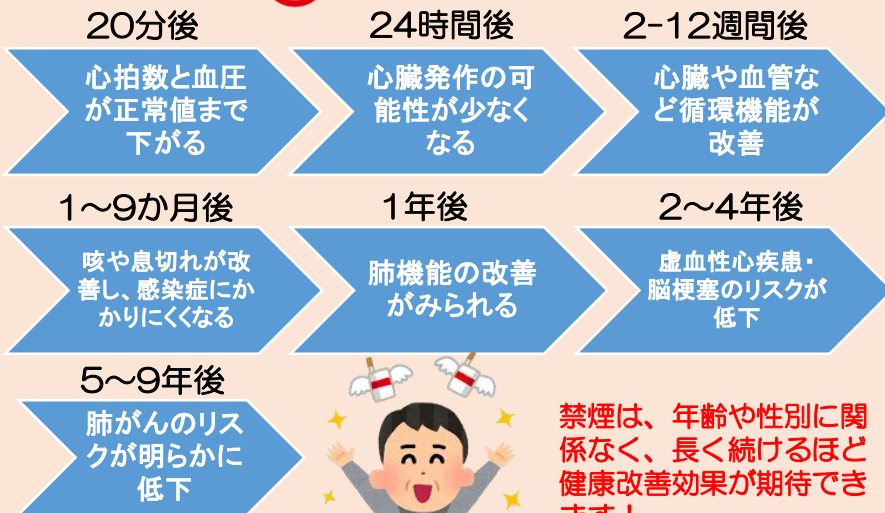 20分後
心拍数と血圧
が正常値まで
下がる
24時間後
心臓発作の可
能性が少なく
なる
2-12週間後
心臓や血管な
ど循環機能が
改善
1～9か月後
咳や息切れが改
善し、感染症にか
かりにくくなる
1年後
肺機能の改善
がみられる
2～4年後
虚血性心疾患・
脳梗塞のリスクが
低下
5～9年後
肺がんのリス
クが明らかに
低下
禁煙は、年齢や性別に関
係なく、長く続けるほど
健康改善効果が期待でき
ます！